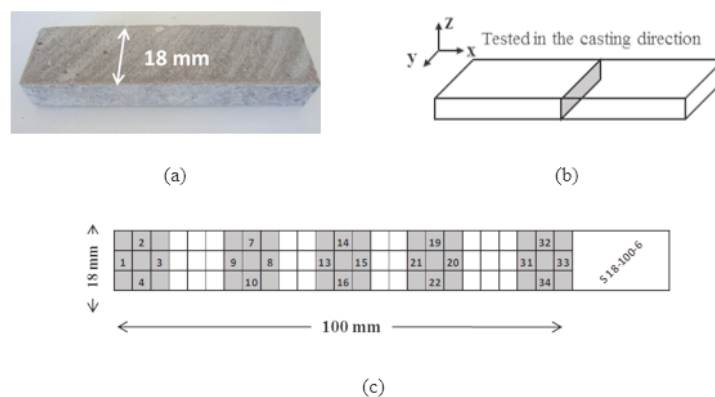 18 mm
(a)
z
y
x
Tested in the casting direction
(b)
18 mm
2 7 14 19 32
1 3 9 8 13 15 21 20 31 33
4 10 16 22 34
S 18-100-6
100 mm
(c)